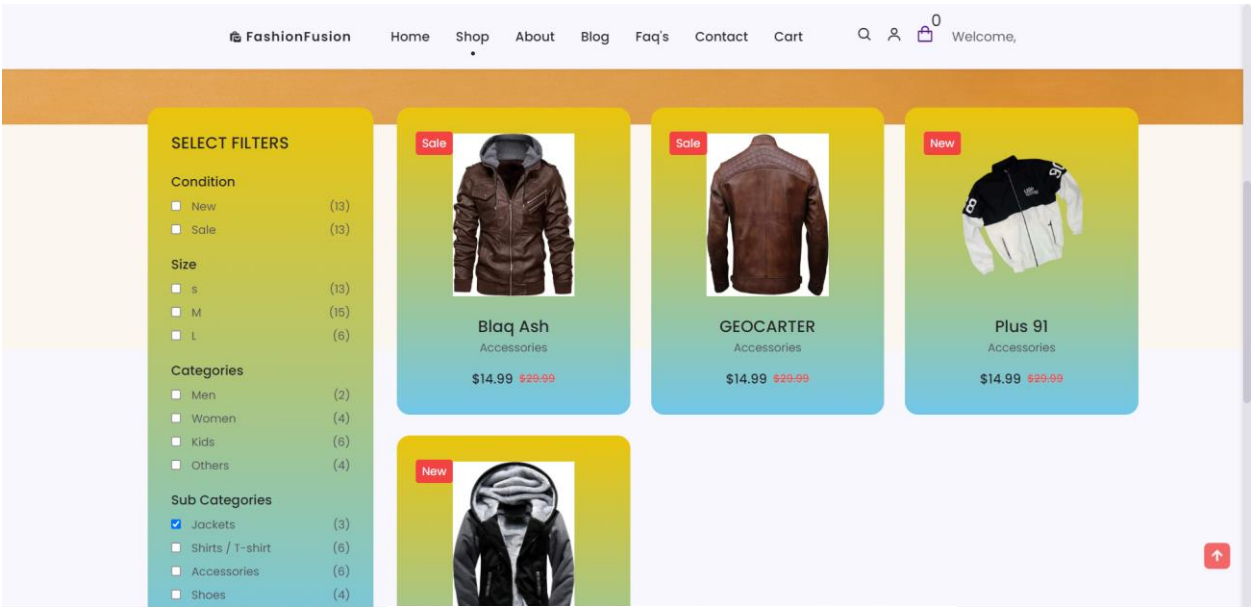 FashionFusion Home Shop About Blog Faq's Contact Cart 0 Welcome,
SELECT FILTERS
Condition
New (13)
Sale (13)
Size
s (13)
M (15)
L (6)
Categories
Men (2)
Women (4)
Kids (6)
Others (4)
Sub Categories
Jackets (3)
Shirts / T-shirt (6)
Accessories (6)
Shoes (4)
Sale
Blaq Ash
Accessories
$14.99 $29.99
Sale
GEOCARTER
Accessories
$14.99 $29.99
New
90
8
Plus 91
Accessories
$14.99 $29.99
New